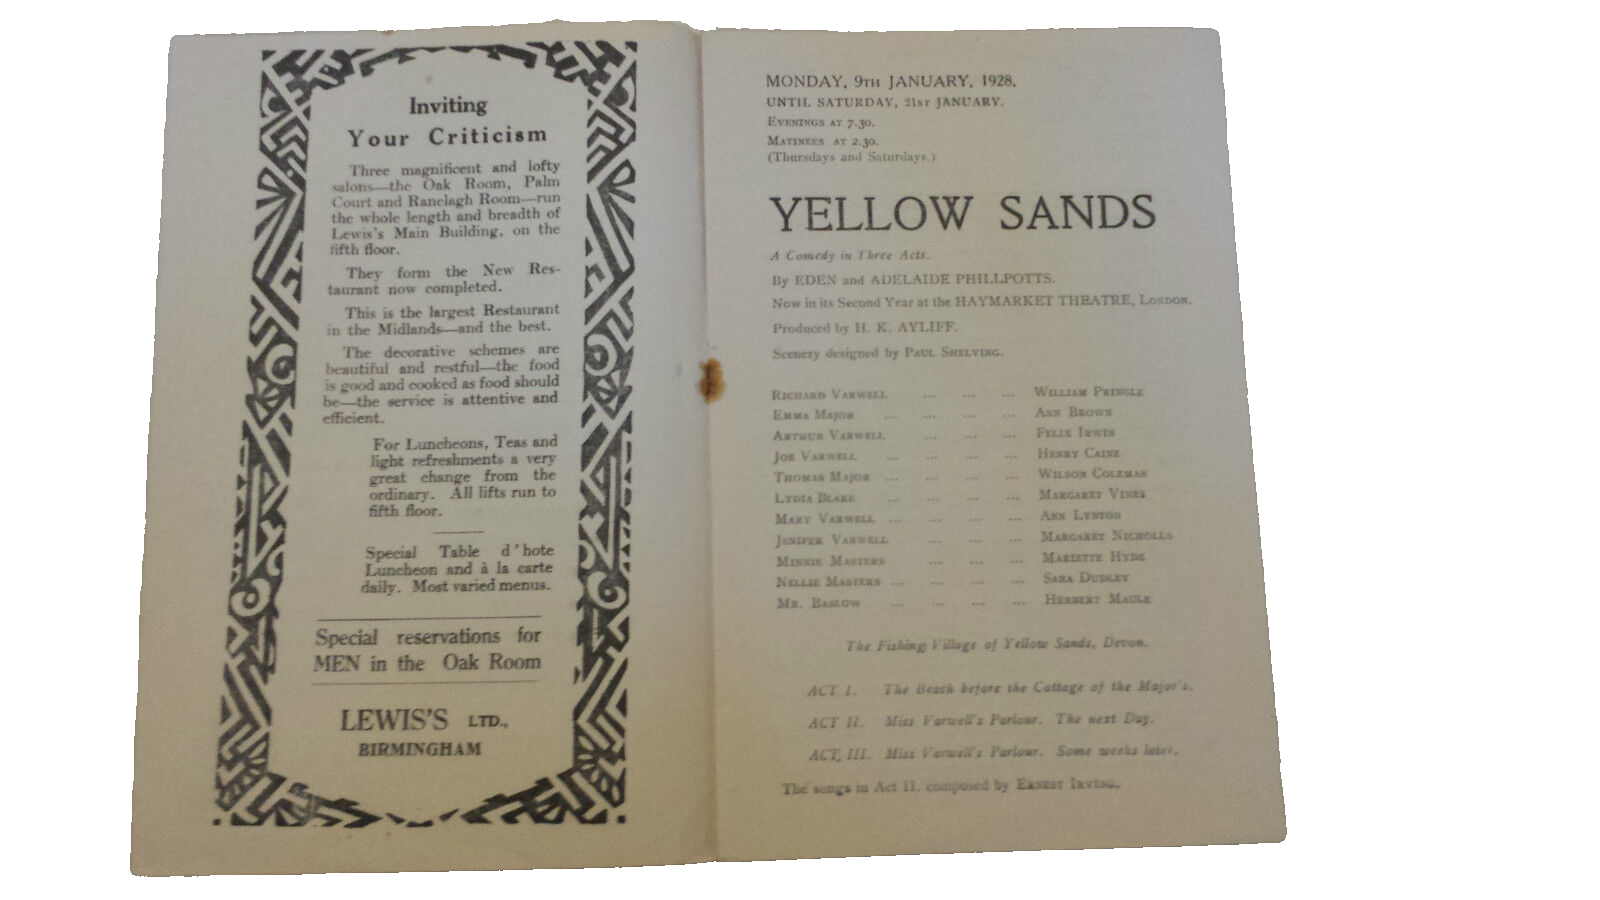 Inviting
Your Criticism
Three magnificent and lofty
salons—the Oak Room, Palm
Court and Ranelagh Room—run
the whole length and breadth of
Lewis's Main Building, on the
fifth floor.
They form the New Res-
taurant now completed.
This is the largest Restaurant
in the Midlands—and the best.
The decorative schemes are
beautiful and restful—the food
is good and cooked as food should
be—the service is attentive and
efficient.
For Luncheons, Teas and
light refreshments a very
great change from the
ordinary. All lifts run to
fifth floor.
Special Table d'hote
Luncheon and à la carte
daily. Most varied menus.
Special reservations for
MEN in the Oak Room
LEWIS'S LTD.,
BIRMINGHAM
MONDAY, 9TH JANUARY, 1928,
UNTIL SATURDAY, 21ST JANUARY.
EVENINGS AT 7.30.
MATINEES AT 2.30.
(Thursdays and Saturdays.)
YELLOW SANDS
A Comedy in Three Acts.
By EDEN and ADELAIDE PHILLPOTTS.
Now in its Second Year at the HAYMARKET THEATRE, LONDON.
Produced by H. K. AYLIFF.
Scenery designed by PAUL SHELVING.
RICHARD VARWELL ... ... ... WILLIAM PRINGLE
EMMA MAJOR ... ... ... ... ANN BROWN
ARTHUR VARWELL ... ... ... FELIX IRWIN
JOE VARWELL ... ... ... ... HENRY CAINE
THOMAS MAJOR ... ... ... ... WILSON COLEMAN
LYDIA BLAKE ... ... ... ... MARGARET VINES
MARY VARWELL ... ... ... ... ANN LYNTON
JENIFER VARWELL ... ... ... MARGARET NICHOLLS
MINNIE MASTERS ... ... ... MARIETTE HYDE
NELLIE MASTERS ... ... ... ... SARA DUDLEY
MR. BASLOW ... ... ... ... HERBERT MAULE
The Fishing Village of Yellow Sands, Devon.
ACT I. The Beach before the Cottage of the Major's.
ACT II. Miss Varwell's Parlour. The next Day.
ACT III. Miss Varwell's Parlour. Some weeks later.
The songs in Act II. composed by ERNEST IRVING.